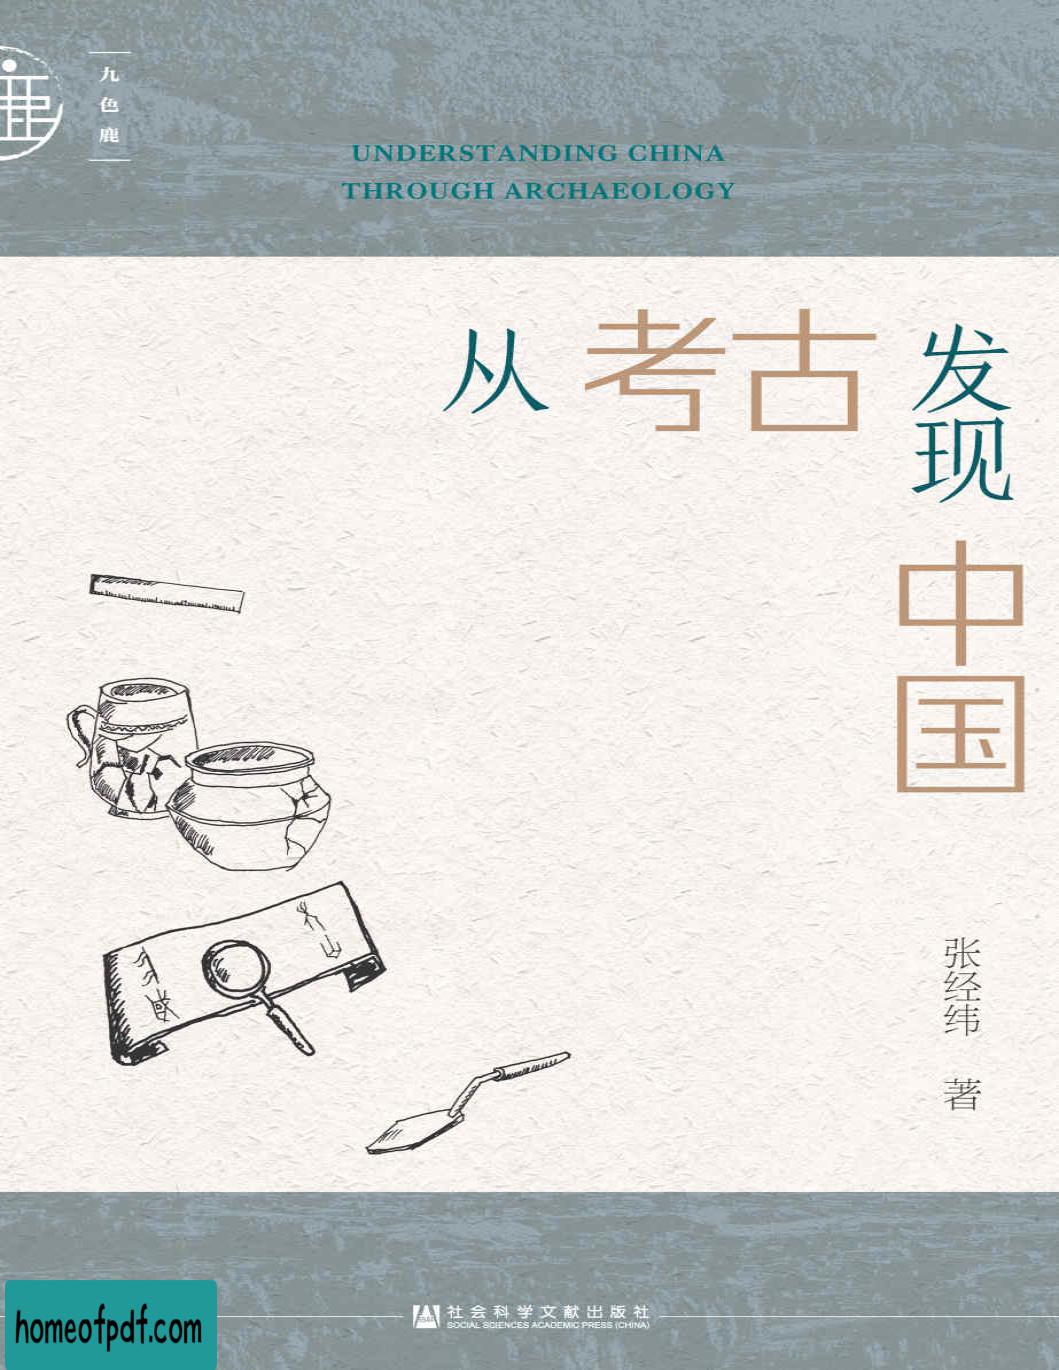 九色鹿
UNDERSTANDING CHINA
THROUGH ARCHAEOLOGY
从考古发现
中国
张经纬 著
homeofpdf.com
社会科学文献出版社
SOCIAL SCIENCES ACADEMIC PRESS (CHINA)